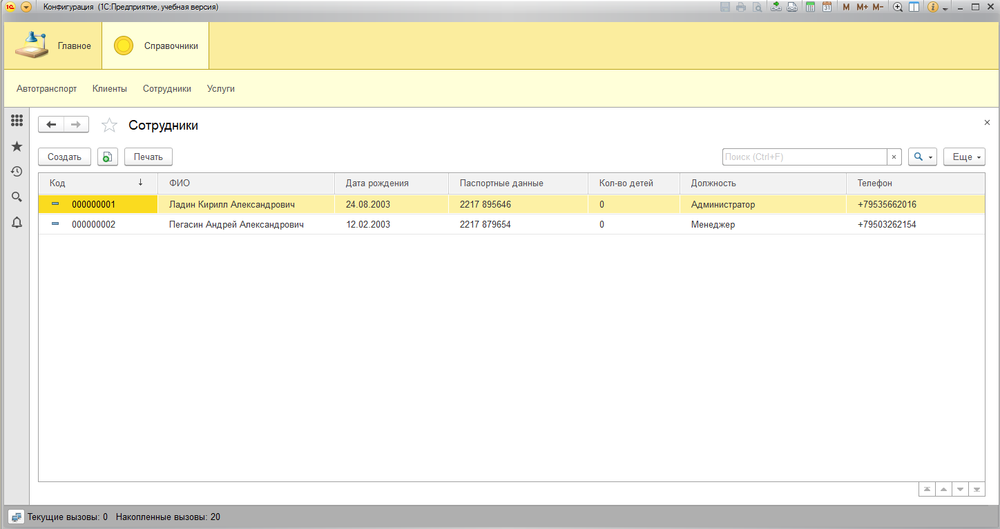 Конфигурация (1С:Предприятие, учебная версия) M M+ M-
Главное Справочники
Автотранспорт Клиенты Сотрудники Услуги
Сотрудники
Создать Печать Поиск (Ctrl+F) Еще
Код ФИО Дата рождения Паспортные данные Кол-во детей Должность Телефон
000000001 Ладин Кирилл Александрович 24.08.2003 2217 895646 0 Администратор +79535662016
000000002 Пегасин Андрей Александрович 12.02.2003 2217 879654 0 Менеджер +79503262154
Текущие вызовы: 0 Накопленные вызовы: 20